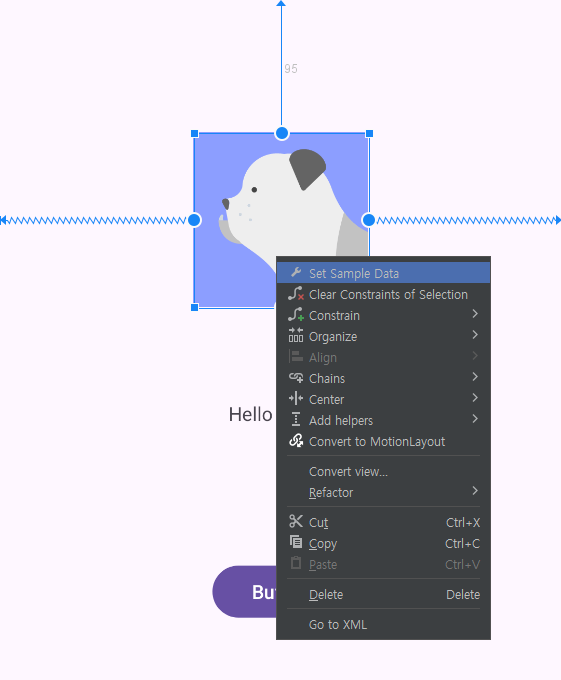 95
Set Sample Data
Clear Constraints of Selection
Constrain
Organize
Align
Chains
Center
Add helpers
Hello
Convert to MotionLayout
Convert view...
Refactor
Cut Ctrl+X
Copy Ctrl+C
Paste Ctrl+V
Delete Delete
Bu
Go to XML